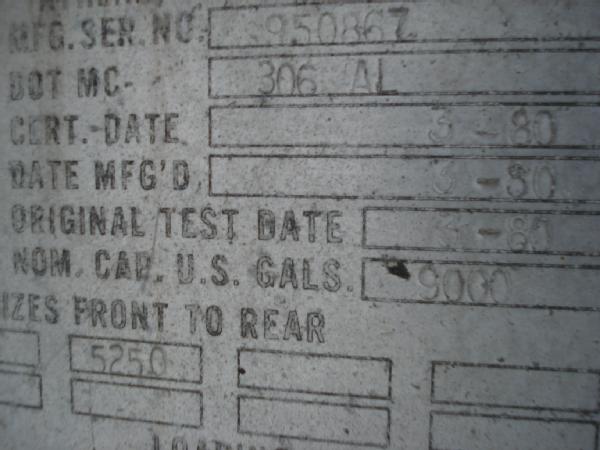 MFG. SER. NO. 950867
DOT MC- 306 AL
CERT.-DATE 3-80
DATE MFG'D. 3-80
ORIGINAL TEST DATE 3-80
NOM. CAP. U.S. GALS. 9000
IZES FRONT TO REAR
5250